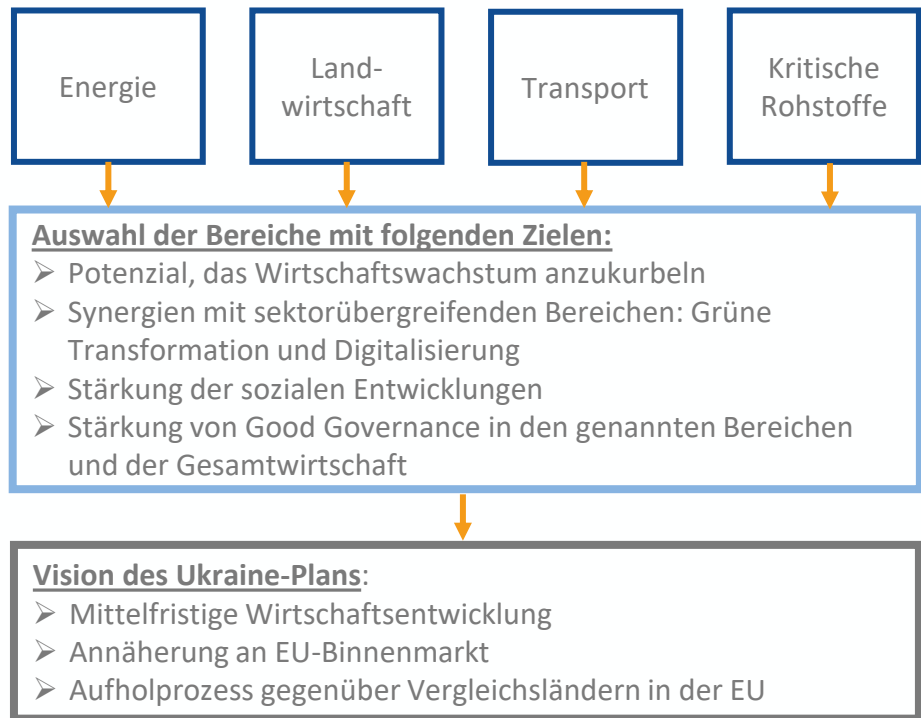 Energie
Land-
wirtschaft
Transport
Kritische
Rohstoffe
Auswahl der Bereiche mit folgenden Zielen:
➢ Potenzial, das Wirtschaftswachstum anzukurbeln
➢ Synergien mit sektorübergreifenden Bereichen: Grüne
Transformation und Digitalisierung
➢ Stärkung der sozialen Entwicklungen
➢ Stärkung von Good Governance in den genannten Bereichen
und der Gesamtwirtschaft
Vision des Ukraine-Plans:
➢ Mittelfristige Wirtschaftsentwicklung
➢ Annäherung an EU-Binnenmarkt
➢ Aufholprozess gegenüber Vergleichsländern in der EU